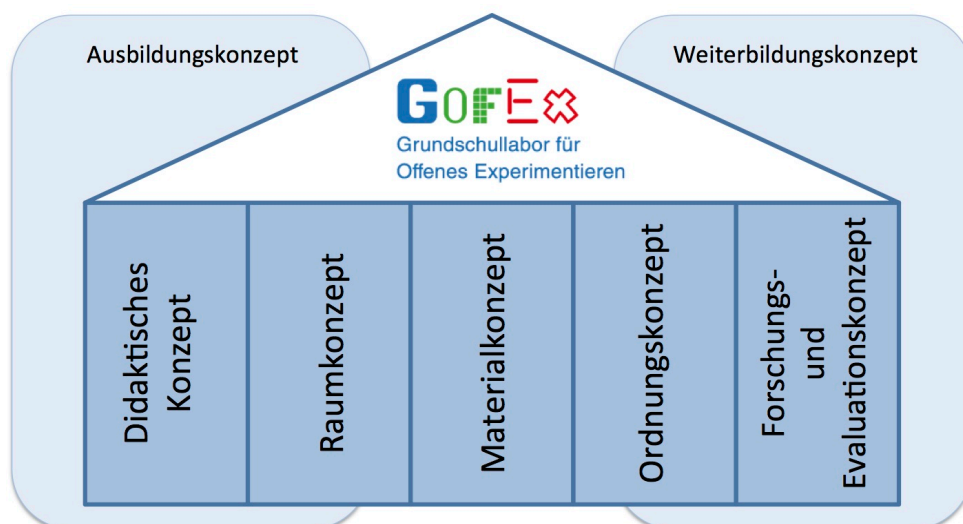 Ausbildungskonzept
Weiterbildungskonzept
GOFEX
Grundschullabor für
Offenes Experimentieren
Didaktisches
Konzept
Raumkonzept
Materialkonzept
Ordnungskonzept
Forschungs-
und
Evaluationskonzept